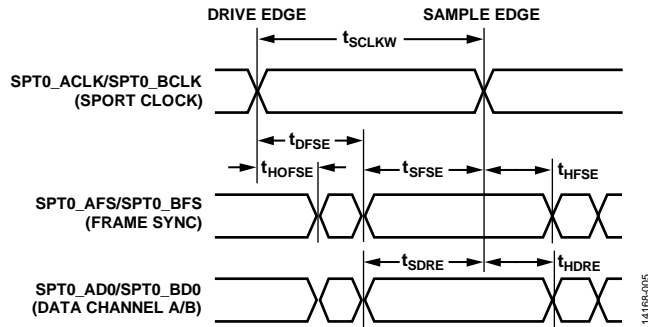 DRIVE EDGE
SAMPLE EDGE
tSCLKW
SPT0_ACLK/SPT0_BCLK
(SPORT CLOCK)
tDFSE
tHOFSE
tSFSE
tHFSE
SPT0_AFS/SPT0_BFS
(FRAME SYNC)
tSDRE
tHDRE
SPT0_AD0/SPT0_BD0
(DATA CHANNEL A/B)
14168-005